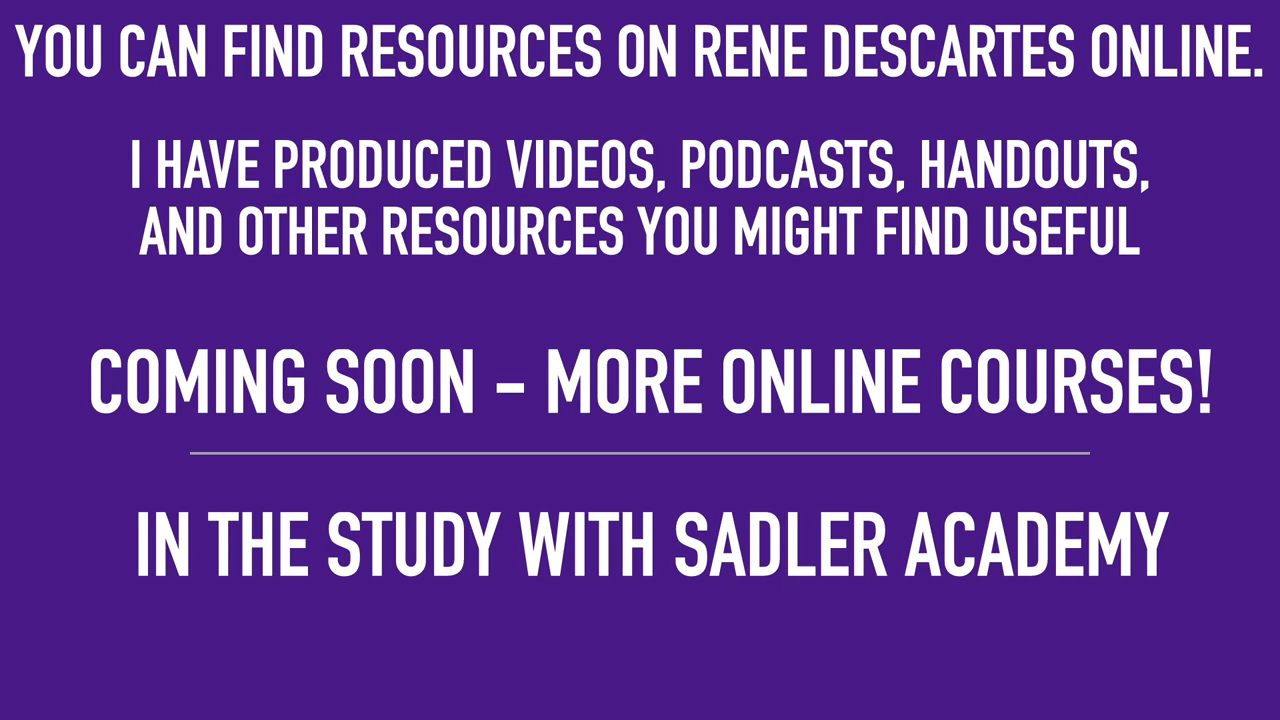 YOU CAN FIND RESOURCES ON RENE DESCARTES ONLINE.
I HAVE PRODUCED VIDEOS, PODCASTS, HANDOUTS,
AND OTHER RESOURCES YOU MIGHT FIND USEFUL
COMING SOON - MORE ONLINE COURSES!
IN THE STUDY WITH SADLER ACADEMY